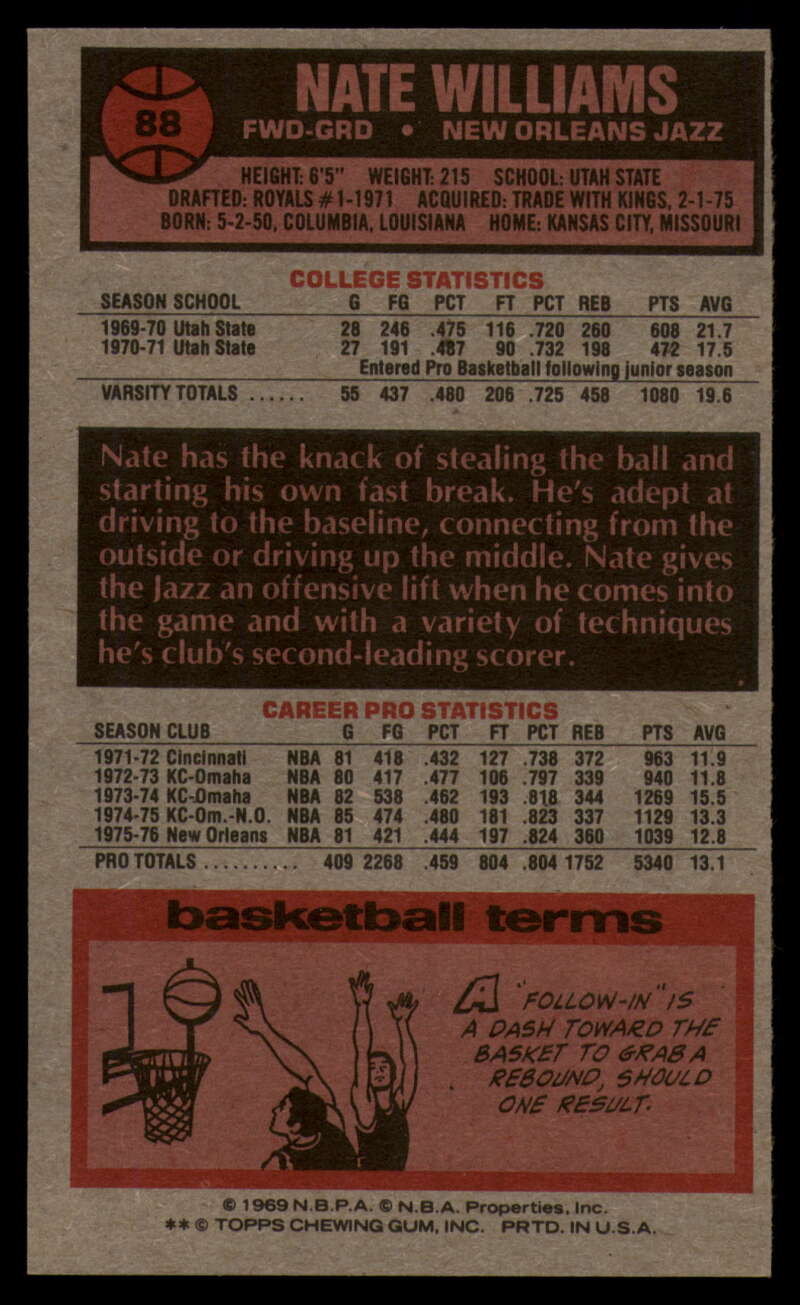 88
NATE WILLIAMS
FWD-GRD • NEW ORLEANS JAZZ
HEIGHT: 6'5" WEIGHT: 215 SCHOOL: UTAH STATE
DRAFTED: ROYALS #1-1971 ACQUIRED: TRADE WITH KINGS, 2-1-75
BORN: 5-2-50, COLUMBIA, LOUISIANA HOME: KANSAS CITY, MISSOURI
COLLEGE STATISTICS
SEASON SCHOOL G FG PCT FT PCT REB PTS AVG
1969-70 Utah State 28 246 .475 116 .720 260 608 21.7
1970-71 Utah State 27 191 .487 90 .732 198 472 17.5
Entered Pro Basketball following junior season
VARSITY TOTALS ...... 55 437 .480 206 .725 458 1080 19.6
Nate has the knack of stealing the ball and
starting his own fast break. He's adept at
driving to the baseline, connecting from the
outside or driving up the middle. Nate gives
the Jazz an offensive lift when he comes into
the game and with a variety of techniques
he's club's second-leading scorer.
CAREER PRO STATISTICS
SEASON CLUB G FG PCT FT PCT REB PTS AVG
1971-72 Cincinnati NBA 81 418 .432 127 .738 372 963 11.9
1972-73 KC-Omaha NBA 80 417 .477 106 .797 339 940 11.8
1973-74 KC-Omaha NBA 82 538 .462 193 .818 344 1269 15.5
1974-75 KC-Om.-N.O. NBA 85 474 .480 181 .823 337 1129 13.3
1975-76 New Orleans NBA 81 421 .444 197 .824 360 1039 12.8
PRO TOTALS .......... 409 2268 .459 804 .804 1752 5340 13.1
basketball terms
A "FOLLOW-IN" IS
A DASH TOWARD THE
BASKET TO GRAB A
REBOUND, SHOULD
ONE RESULT.
© 1969 N.B.P.A. © N.B.A. Properties, Inc.
** © TOPPS CHEWING GUM, INC. PRTD. IN U.S.A.